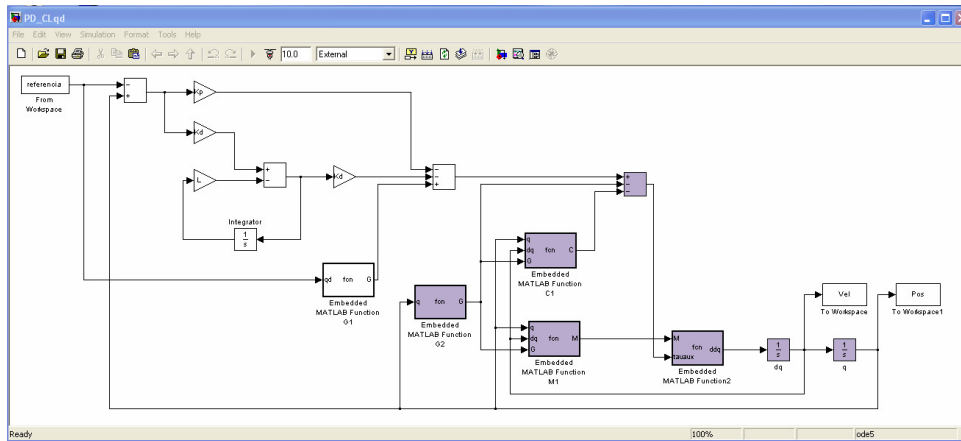 PD_CLqd
File Edit View Simulation Format Tools Help
10.0 External
referencia
From
Workspace
−
+
Kp
Kd
L
+
−
Kd
Integrator
1
s
−
−
+
+
−
−
qd fcn G
Embedded
MATLAB Function
G1
q fcn G
Embedded
MATLAB Function
G2
q
dq fcn C
G
Embedded
MATLAB Function
C1
q
dq fcn M
G
Embedded
MATLAB Function
M1
M
fcn ddq
tauaux
Embedded
MATLAB Function2
1
s
dq
1
s
q
Vel
To Workspace
Pos
To Workspace1
Ready 100% ode5